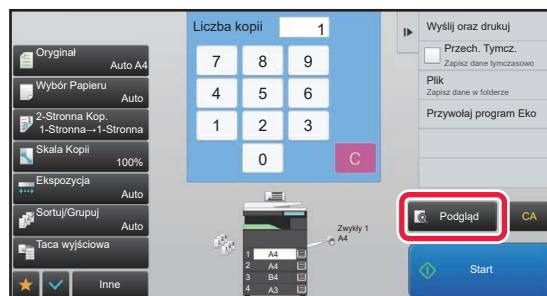 Oryginał
Auto A4
Wybór Papieru
Auto
2-Stronna Kop.
1-Stronna→1-Stronna
Skala Kopii
100%
Ekspozycja
Auto
Sortuj/Grupuj
Auto
Taca wyjściowa
Inne
Liczba kopii 1
7 8 9
4 5 6
1 2 3
0 C
Zwykły 1
A4
1 A4
2 A4
3 B4
4 A3
Wyślij oraz drukuj
Przech. Tymcz.
Zapisz dane tymczasowo
Plik
Zapisz dane w folderze
Przywołaj program Eko
Podgląd
CA
Start